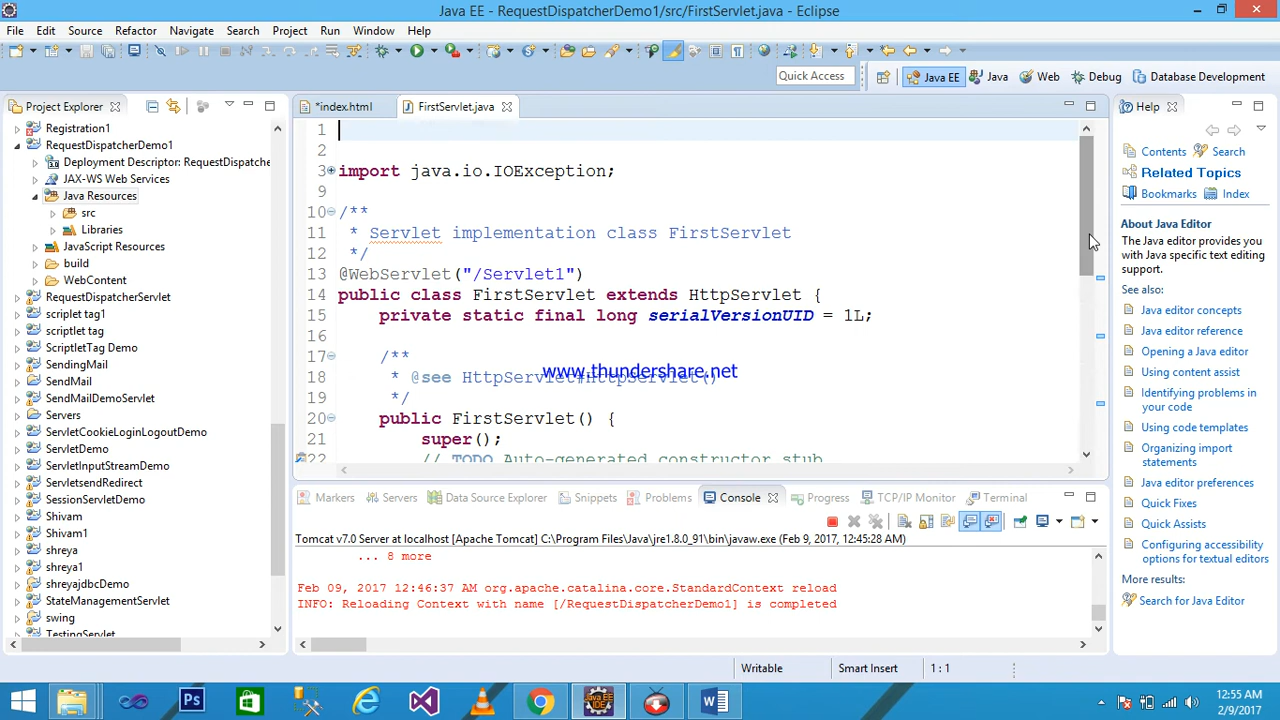 Java EE - RequestDispatcherDemo1/src/FirstServlet.java - Eclipse
File Edit Source Refactor Navigate Search Project Run Window Help
Quick Access
Java EE Java Web Debug Database Development
Project Explorer
*index.html FirstServlet.java
Help
Registration1
RequestDispatcherDemo1
Deployment Descriptor: RequestDispatche
JAX-WS Web Services
Java Resources
src
Libraries
JavaScript Resources
build
WebContent
RequestDispatcherServlet
scriplet tag1
scriptlet tag
ScriptletTag Demo
SendingMail
SendMail
SendMailDemoServlet
Servers
ServletCookieLoginLogoutDemo
ServletDemo
ServletInputStreamDemo
ServletsendRedirect
SessionServletDemo
Shivam
Shivam1
shreya
shreya1
shreyajdbcDemo
StateManagementServlet
swing
TestingServlet
1
2
3 import java.io.IOException;
9
10 /**
11 * Servlet implementation class FirstServlet
12 */
13 @WebServlet("/Servlet1")
14 public class FirstServlet extends HttpServlet {
15 private static final long serialVersionUID = 1L;
16
17 /**
18 * @see HttpServlet#HttpServlet()
www.thundershare.net
19 */
20 public FirstServlet() {
21 super();
22 // TODO Auto-generated constructor stub
Contents Search
Related Topics
Bookmarks Index
About Java Editor
The Java editor provides you
with Java specific text editing
support.
See also:
Java editor concepts
Java editor reference
Opening a Java editor
Using content assist
Identifying problems in
your code
Using code templates
Organizing import
statements
Java editor preferences
Quick Fixes
Quick Assists
Configuring accessibility
options for textual editors
More results:
Search for Java Editor
Markers Servers Data Source Explorer Snippets Problems Console Progress TCP/IP Monitor Terminal
Tomcat v7.0 Server at localhost [Apache Tomcat] C:\Program Files\Java\jre1.8.0_91\bin\javaw.exe (Feb 9, 2017, 12:45:28 AM)
... 8 more
Feb 09, 2017 12:46:37 AM org.apache.catalina.core.StandardContext reload
INFO: Reloading Context with name [/RequestDispatcherDemo1] is completed
Writable Smart Insert 1 : 1
12:55 AM
2/9/2017